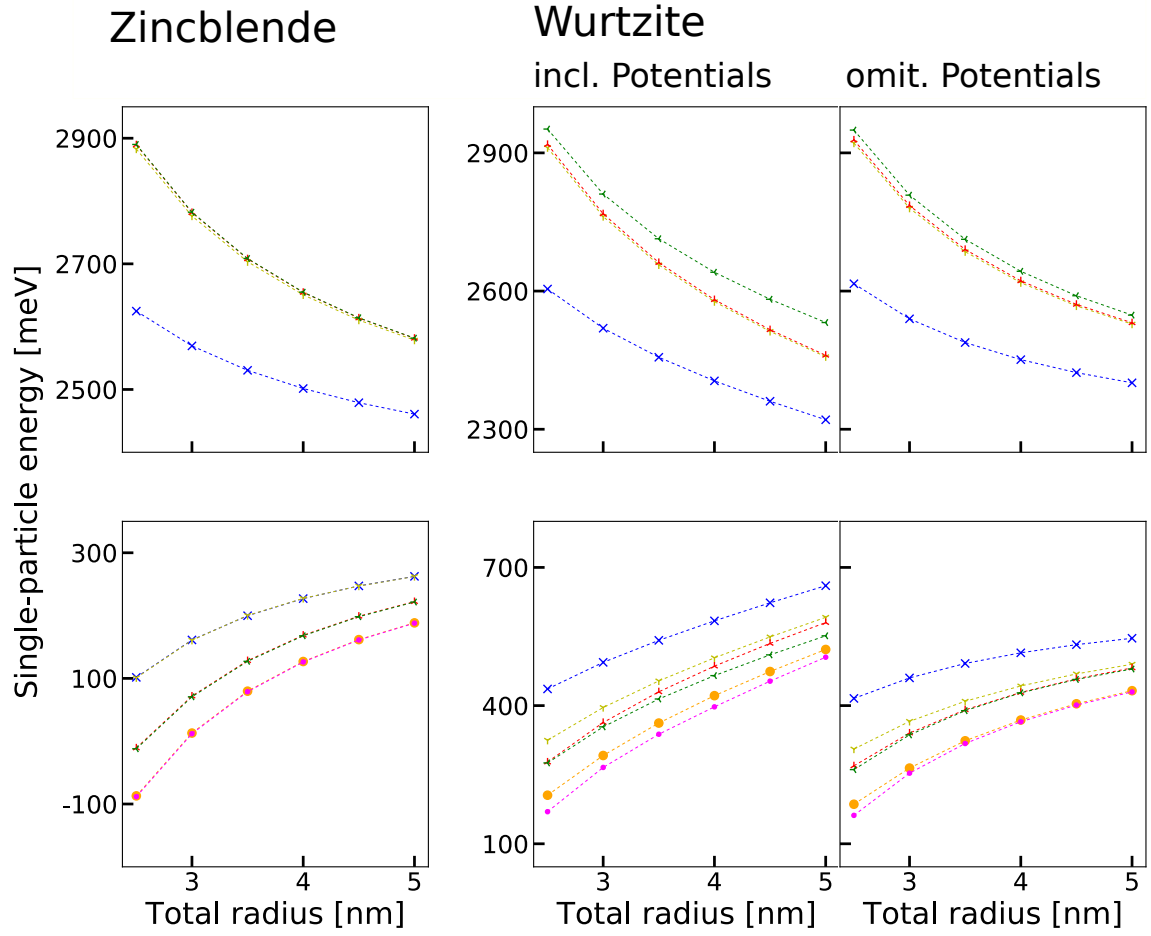 Zincblende
Wurtzite
incl. Potentials
omit. Potentials
Single-particle energy [meV]
2900
2700
2500
2900
2600
2300
300
100
-100
700
400
100
3 4 5
3 4 5
3 4 5
Total radius [nm]
Total radius [nm]
Total radius [nm]